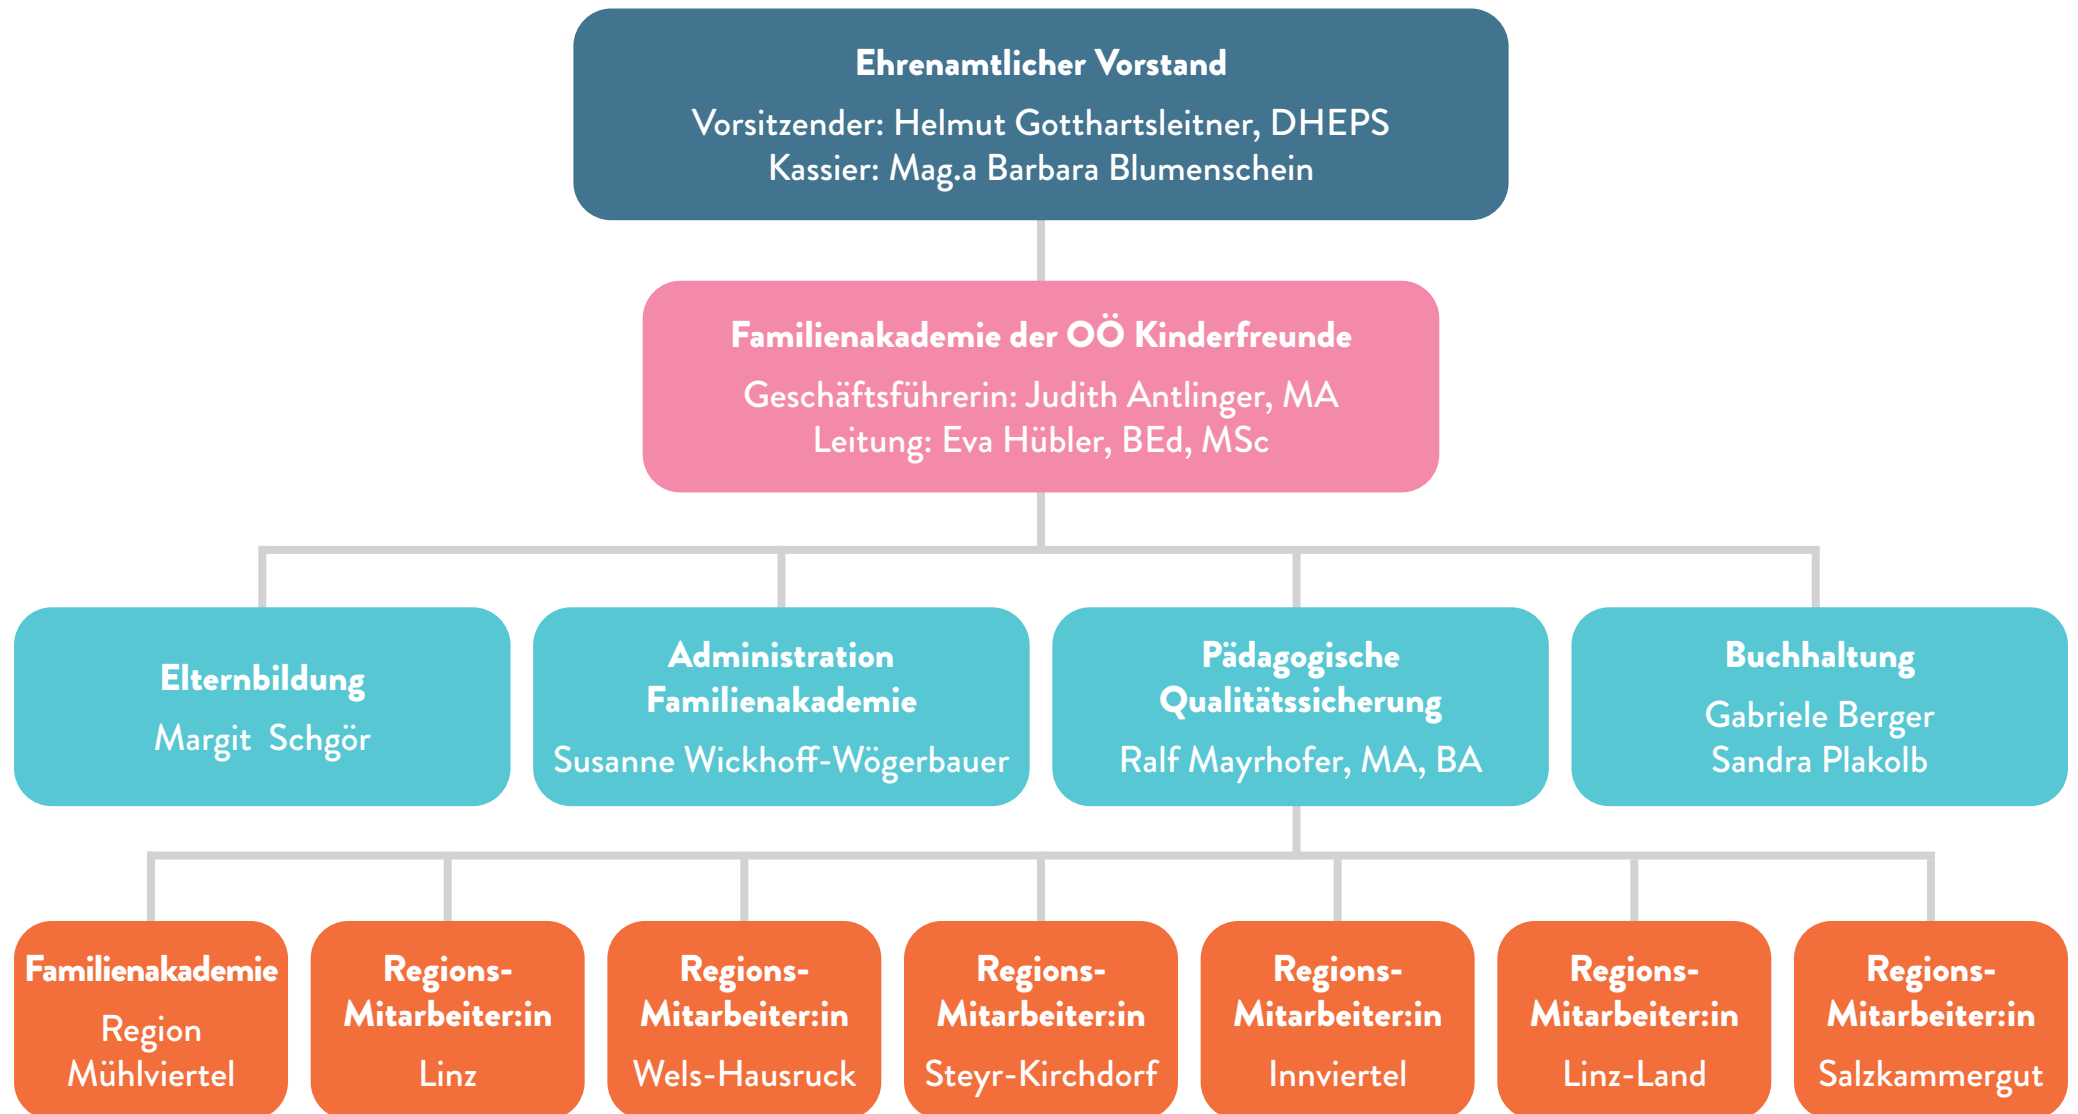 Ehrenamtlicher Vorstand
Vorsitzender: Helmut Gotthartsleitner, DHEPS
Kassier: Mag.a Barbara Blumenschein
Familienakademie der OÖ Kinderfreunde
Geschäftsführerin: Judith Antlinger, MA
Leitung: Eva Hübler, BEd, MSc
Elternbildung
Margit Schgör
Administration
Familienakademie
Susanne Wickhoff-Wögerbauer
Pädagogische
Qualitätssicherung
Ralf Mayrhofer, MA, BA
Buchhaltung
Gabriele Berger
Sandra Plakolb
Familienakademie
Region
Mühlviertel
Regions-
Mitarbeiter:in
Linz
Regions-
Mitarbeiter:in
Wels-Hausruck
Regions-
Mitarbeiter:in
Steyr-Kirchdorf
Regions-
Mitarbeiter:in
Innviertel
Regions-
Mitarbeiter:in
Linz-Land
Regions-
Mitarbeiter:in
Salzkammergut